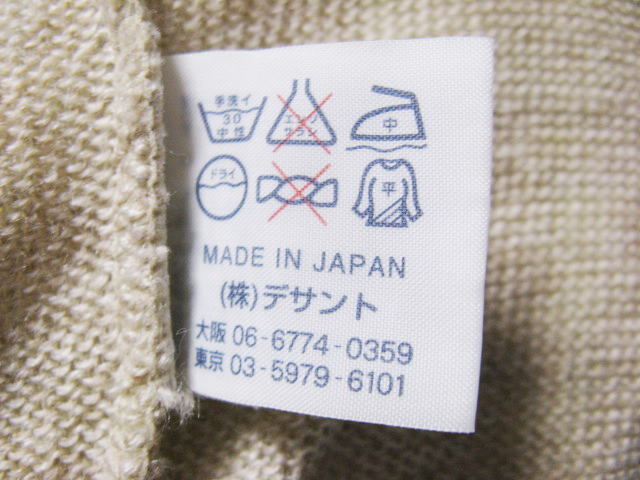 手洗イ
30
中性
エンソ
サラシ
中
ドライ
平
MADE IN JAPAN
(株)デサント
大阪 06-6774-0359
東京 03-5979-6101